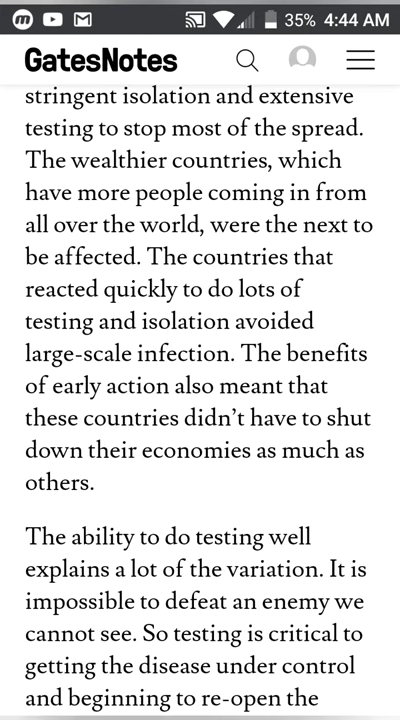 35% 4:44 AM
GatesNotes
stringent isolation and extensive
testing to stop most of the spread.
The wealthier countries, which
have more people coming in from
all over the world, were the next to
be affected. The countries that
reacted quickly to do lots of
testing and isolation avoided
large-scale infection. The benefits
of early action also meant that
these countries didn’t have to shut
down their economies as much as
others.
The ability to do testing well
explains a lot of the variation. It is
impossible to defeat an enemy we
cannot see. So testing is critical to
getting the disease under control
and beginning to re-open the